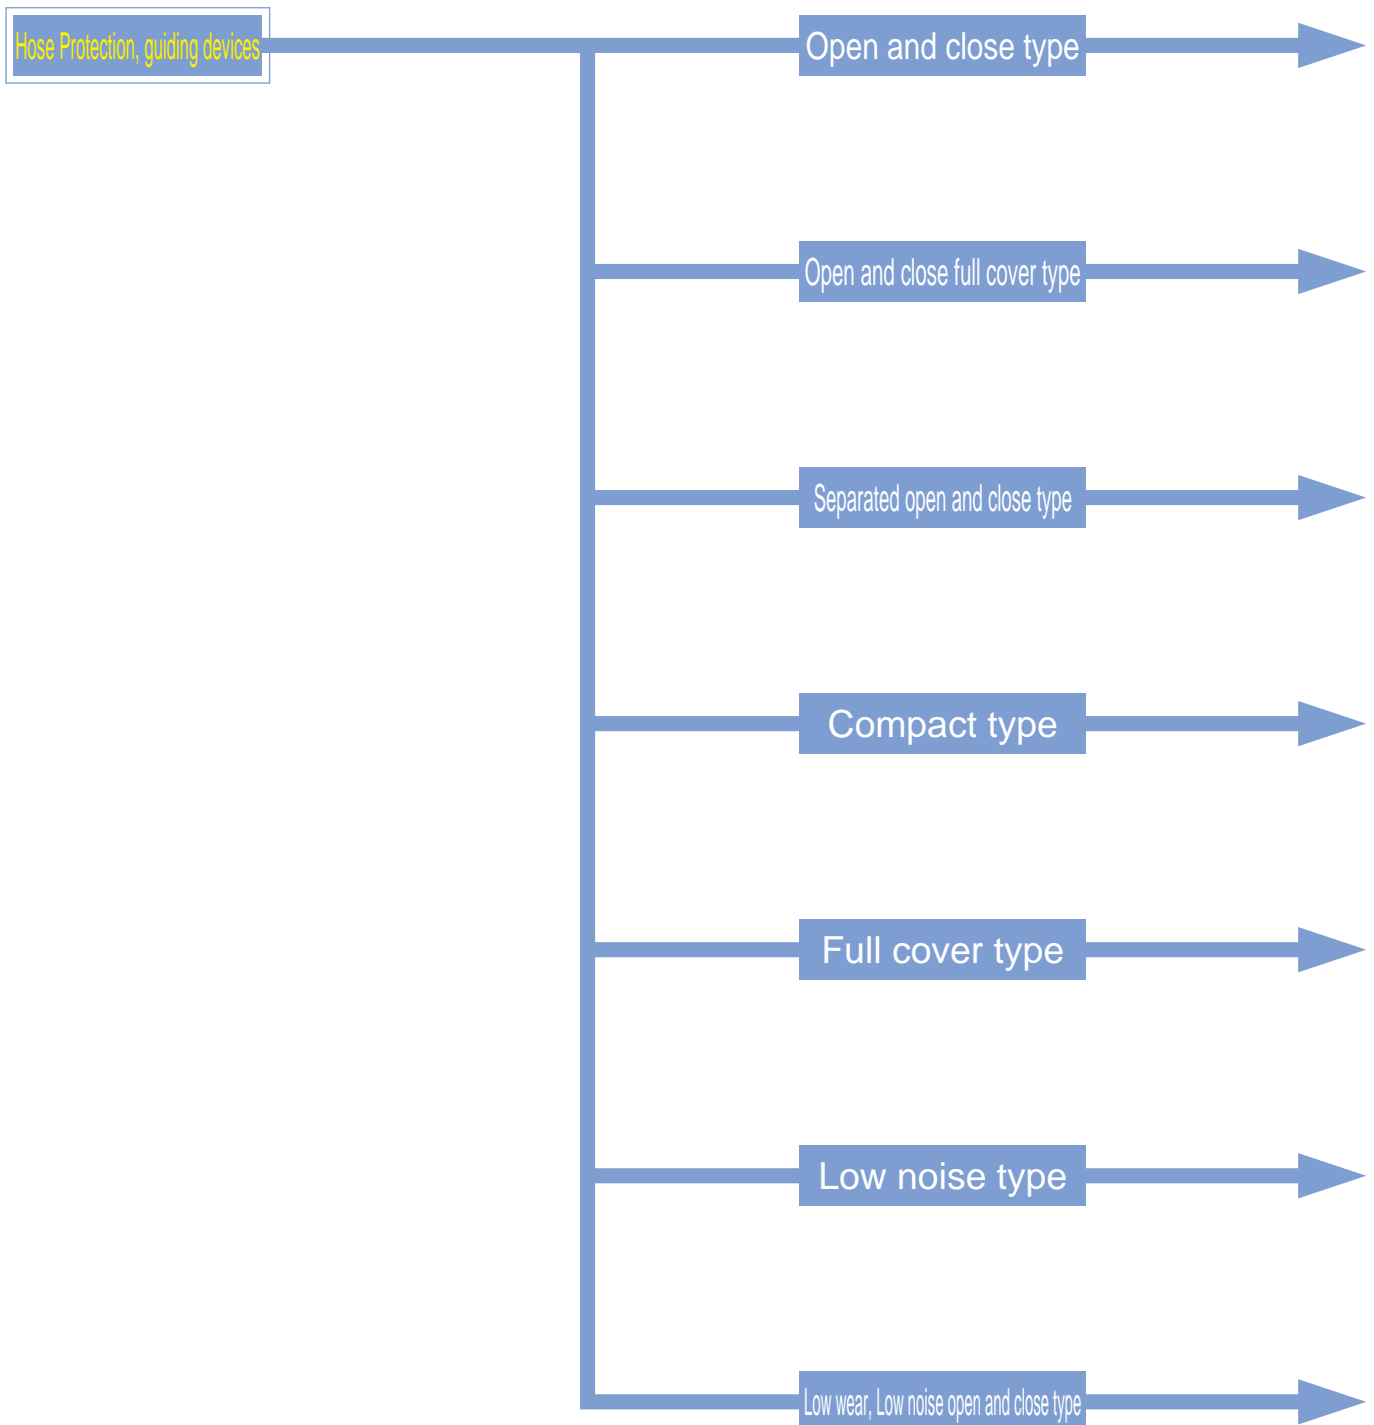 Hose Protection, guiding devices
Open and close type
Open and close full cover type
Separated open and close type
Compact type
Full cover type
Low noise type
Low wear, Low noise open and close type